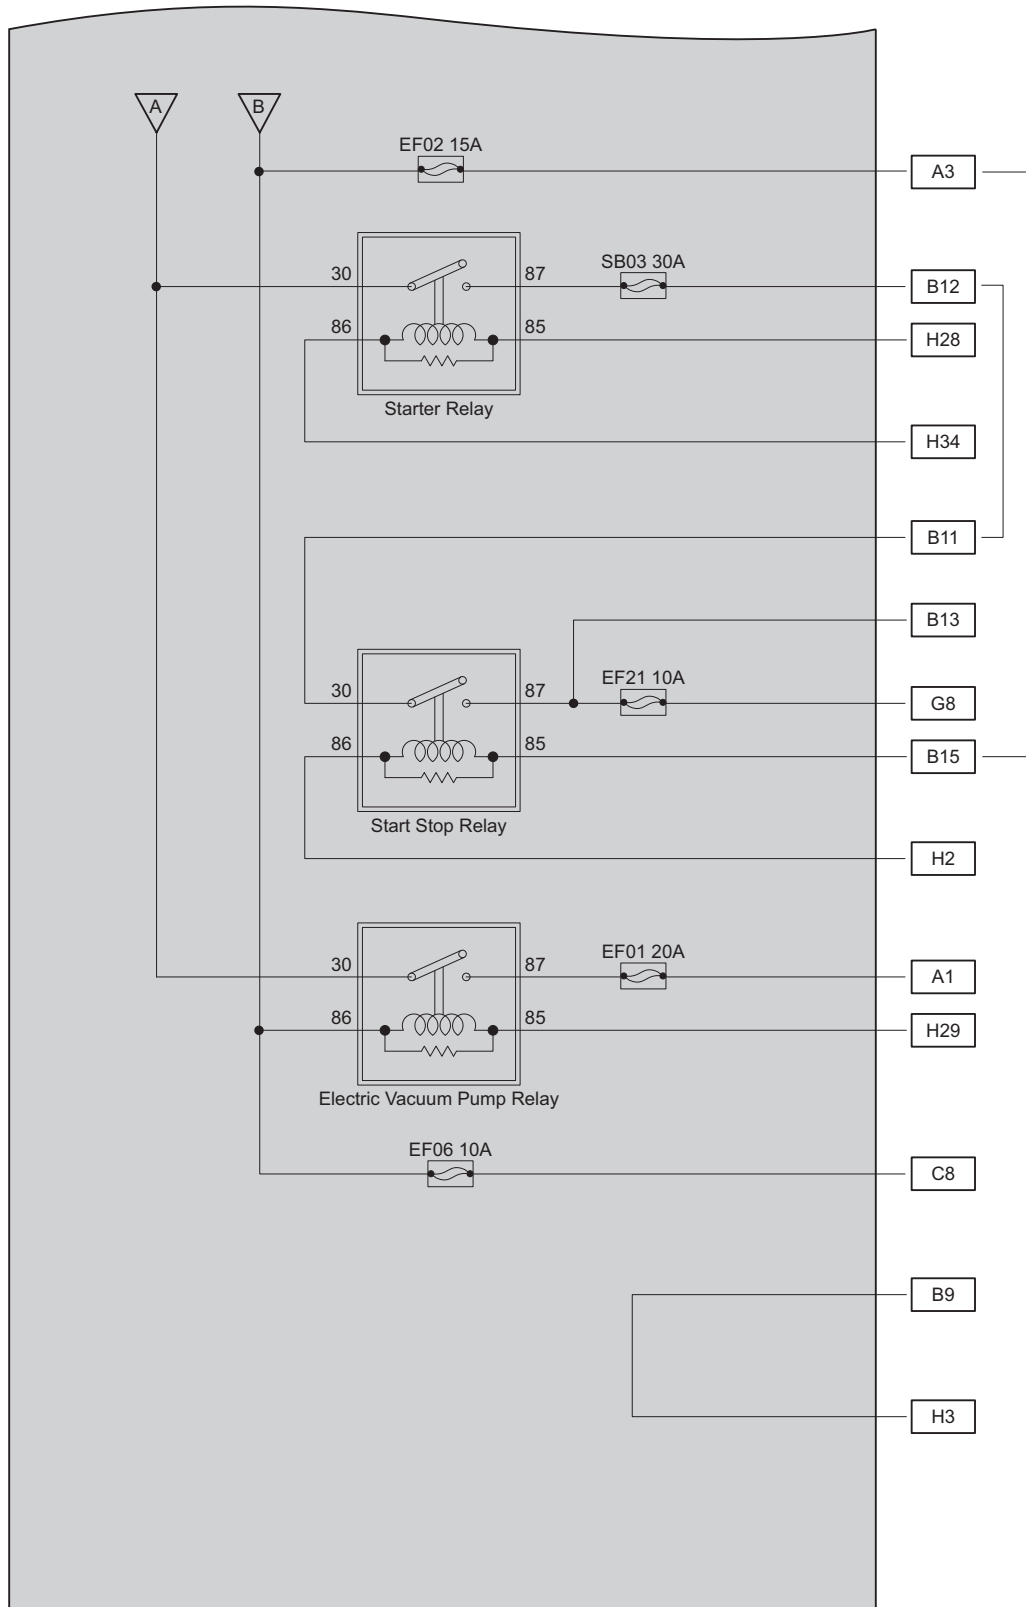 A B
EF02 15A
A3
30 87 SB03 30A B12
86 85 H28
Starter Relay
H34
B11
B13
30 87 EF21 10A G8
86 85 B15
Start Stop Relay
H2
30 87 EF01 20A A1
86 85 H29
Electric Vacuum Pump Relay
EF06 10A
C8
B9
H3